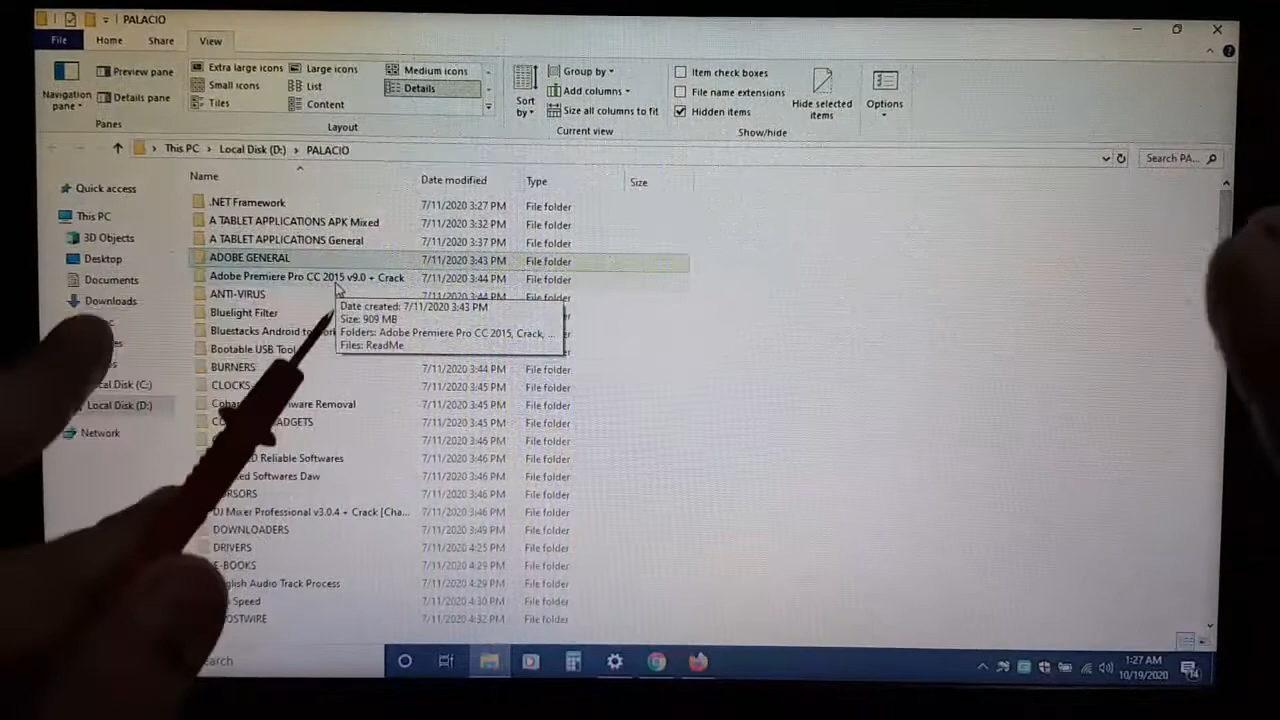 PALACIO
File Home Share View
Navigation pane
Preview pane
Details pane
Panes
Extra large icons Large icons Medium icons
Small icons List Details
Tiles Content
Layout
Sort by
Group by
Add columns
Size all columns to fit
Current view
Item check boxes
File name extensions
Hidden items
Hide selected items
Show/hide
Options
This PC > Local Disk (D:) > PALACIO
Search PA...
Quick access
This PC
3D Objects
Desktop
Documents
Downloads
ocal Disk (C:)
Local Disk (D:)
Network
Name Date modified Type Size
.NET Framework 7/11/2020 3:27 PM File folder
A TABLET APPLICATIONS APK Mixed 7/11/2020 3:32 PM File folder
A TABLET APPLICATIONS General 7/11/2020 3:37 PM File folder
ADOBE GENERAL 7/11/2020 3:43 PM File folder
Adobe Premiere Pro CC 2015 v9.0 + Crack 7/11/2020 3:44 PM File folder
ANTI-VIRUS 7/11/2020 3:44 PM File folder
Bluelight Filter
Bluestacks Android to
Bootable USB Tool
Date created: 7/11/2020 3:43 PM
Size: 909 MB
Folders: Adobe Premiere Pro CC 2015, Crack, ...
Files: ReadMe
BURNERS 7/11/2020 3:44 PM File folder
CLOCKS 7/11/2020 3:45 PM File folder
ware Removal 7/11/2020 3:45 PM File folder
ADGETS 7/11/2020 3:45 PM File folder
7/11/2020 3:46 PM File folder
D Reliable Softwares 7/11/2020 3:46 PM File folder
ed Softwares Daw 7/11/2020 3:46 PM File folder
RSORS 7/11/2020 3:46 PM File folder
DJ Mixer Professional v3.0.4 + Crack [Cha... 7/11/2020 3:46 PM File folder
DOWNLOADERS 7/11/2020 3:49 PM File folder
DRIVERS 7/11/2020 4:25 PM File folder
E-BOOKS 7/11/2020 4:29 PM File folder
glish Audio Track Process 7/11/2020 4:29 PM File folder
Speed 7/11/2020 4:30 PM File folder
OSTWIRE 7/11/2020 4:32 PM File folder
earch
1:27 AM
10/19/2020
14